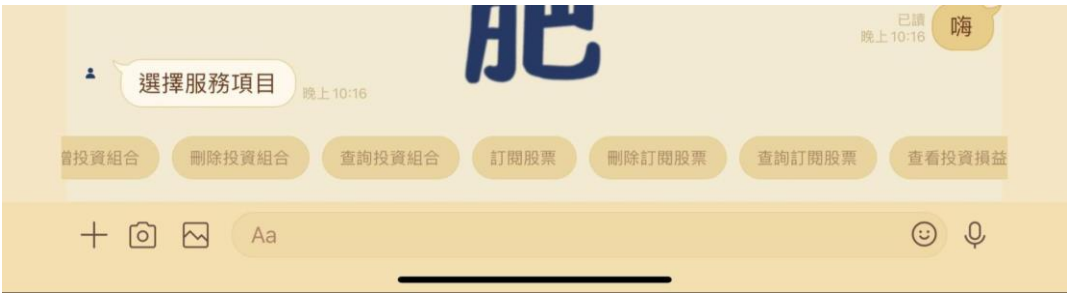 肥
已讀
晚上10:16
嗨
選擇服務項目
晚上10:16
增投資組合
刪除投資組合
查詢投資組合
訂閱股票
刪除訂閱股票
查詢訂閱股票
查看投資損益
Aa